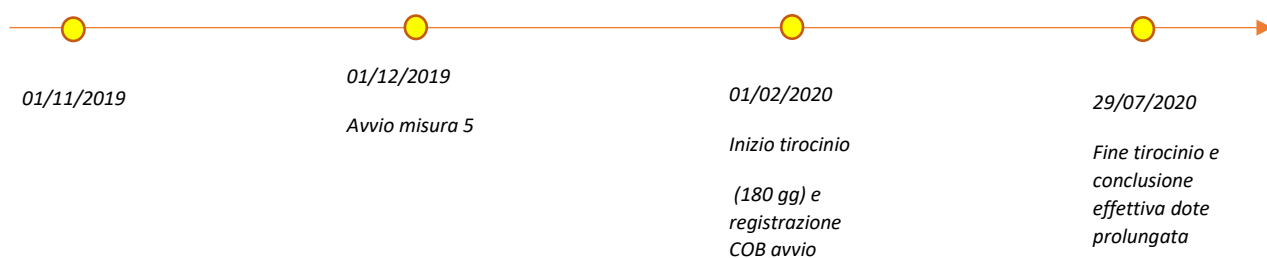 01/11/2019
01/12/2019
Avvio misura 5
01/02/2020
Inizio tirocinio
(180 gg) e
registrazione
COB avvio
29/07/2020
Fine tirocinio e
conclusione
effettiva dote
prolungata